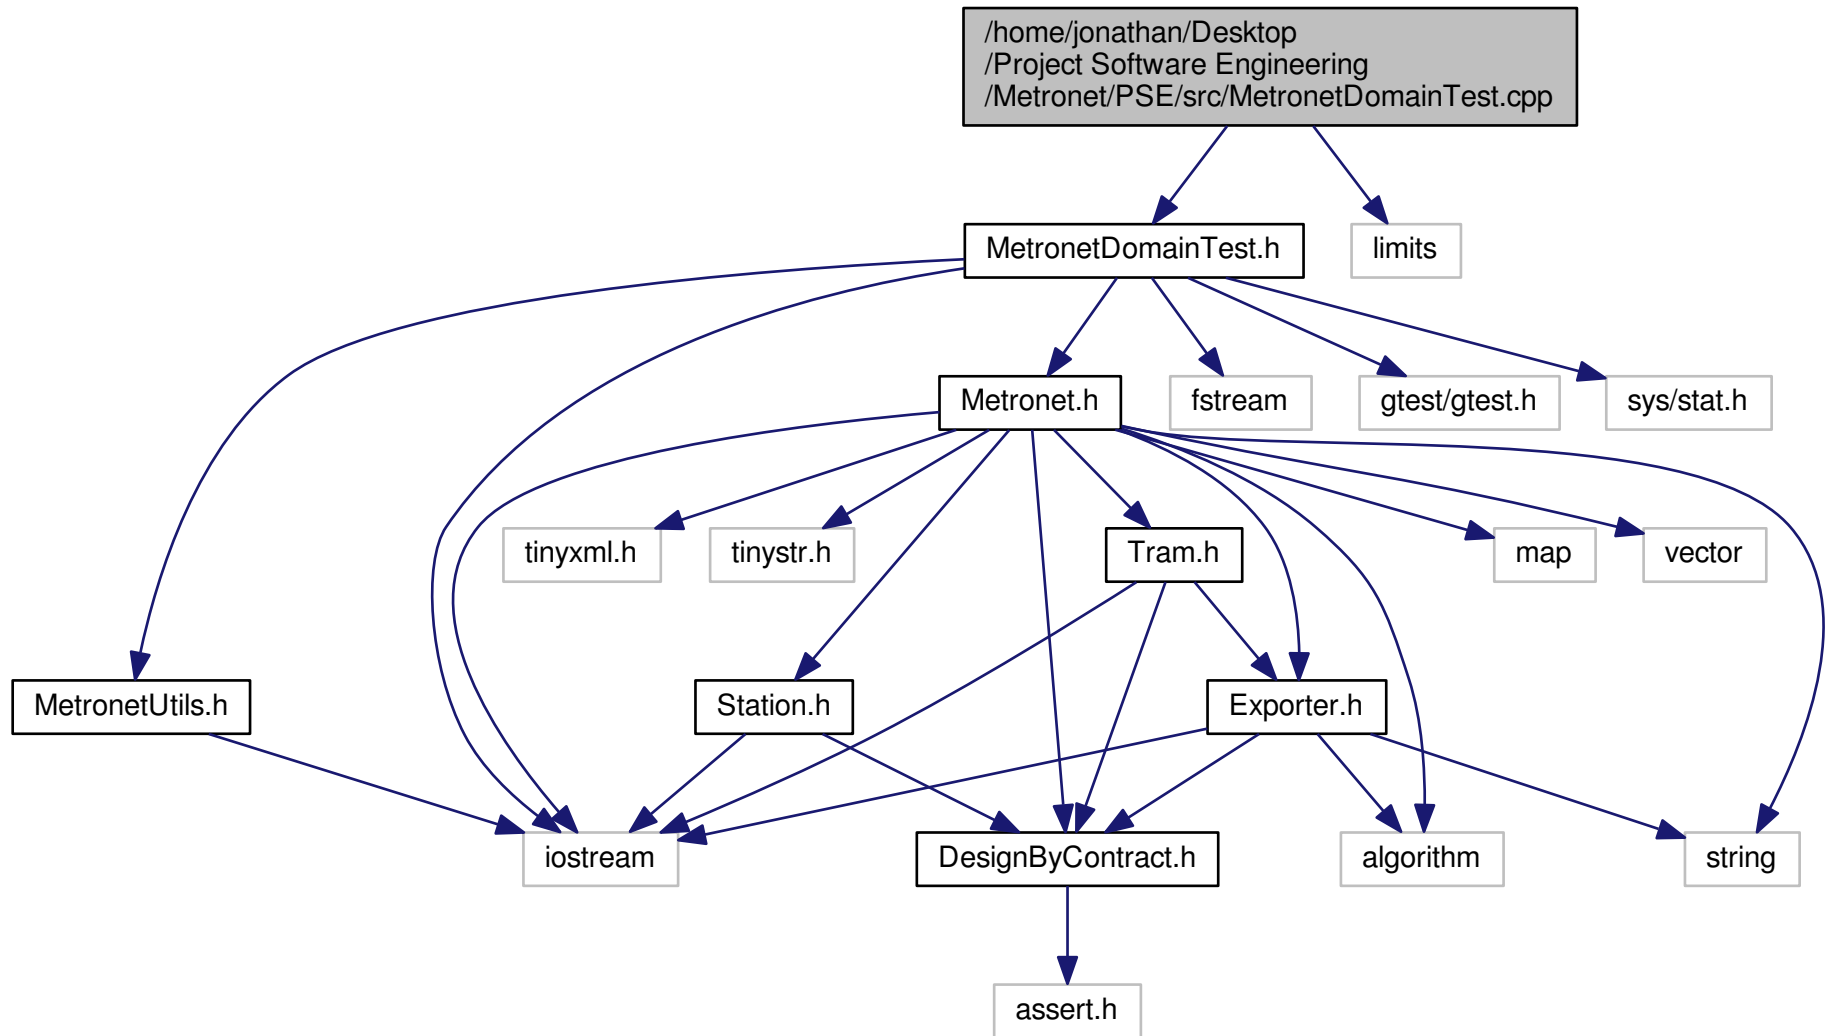 /home/jonathan/Desktop
/Project Software Engineering
/Metronet/PSE/src/MetronetDomainTest.cpp
MetronetDomainTest.h
limits
Metronet.h
fstream
gtest/gtest.h
sys/stat.h
tinyxml.h
tinystr.h
Tram.h
map
vector
MetronetUtils.h
Station.h
Exporter.h
iostream
DesignByContract.h
algorithm
string
assert.h